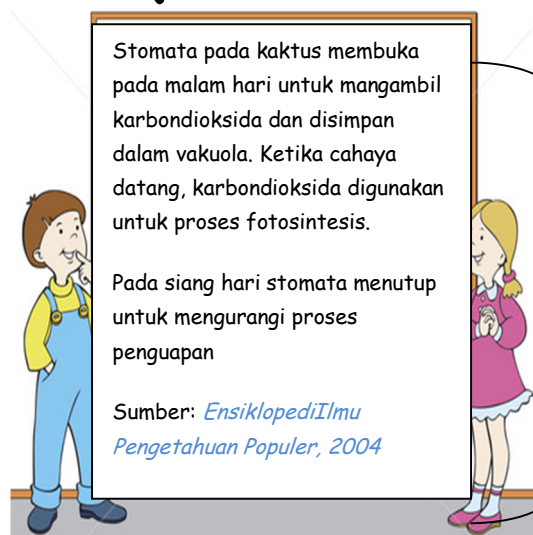 Stomata pada kaktus membuka
pada malam hari untuk mangambil
karbondioksida dan disimpan
dalam vakuola. Ketika cahaya
datang, karbondioksida digunakan
untuk proses fotosintesis.
Pada siang hari stomata menutup
untuk mengurangi proses
penguapan
Sumber: EnsiklopediIlmu
Pengetahuan Populer, 2004